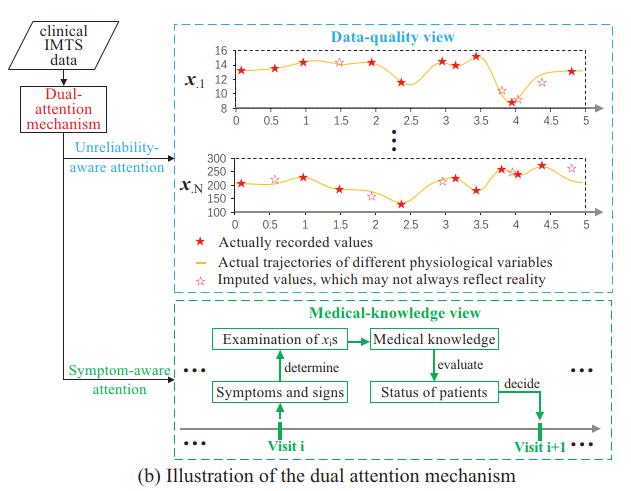 clinical
IMTS
data
Dual-
attention
mechanism
Unreliability-
aware attention
Symptom-aware
attention
Data-quality view
x.1
16
14
12
10
8
0 0.5 1 1.5 2 2.5 3 3.5 4 4.5 5
x.N
300
250
200
150
100
0 0.5 1 1.5 2 2.5 3 3.5 4 4.5 5
Actually recorded values
Actual trajectories of different physiological variables
Imputed values, which may not always reflect reality
Medical-knowledge view
Examination of xis
Medical knowledge
determine
evaluate
Symptoms and signs
Status of patients
decide
Visit i
Visit i+1
(b) Illustration of the dual attention mechanism